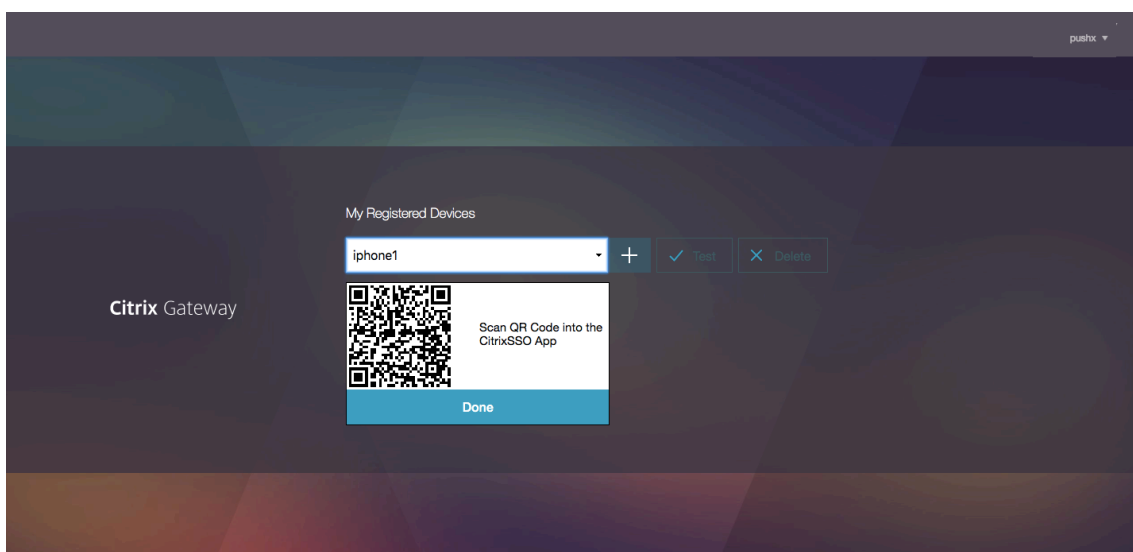 pushx
My Registered Devices
iphone1
Test
Delete
Citrix Gateway
Scan QR Code into the
CitrixSSO App
Done